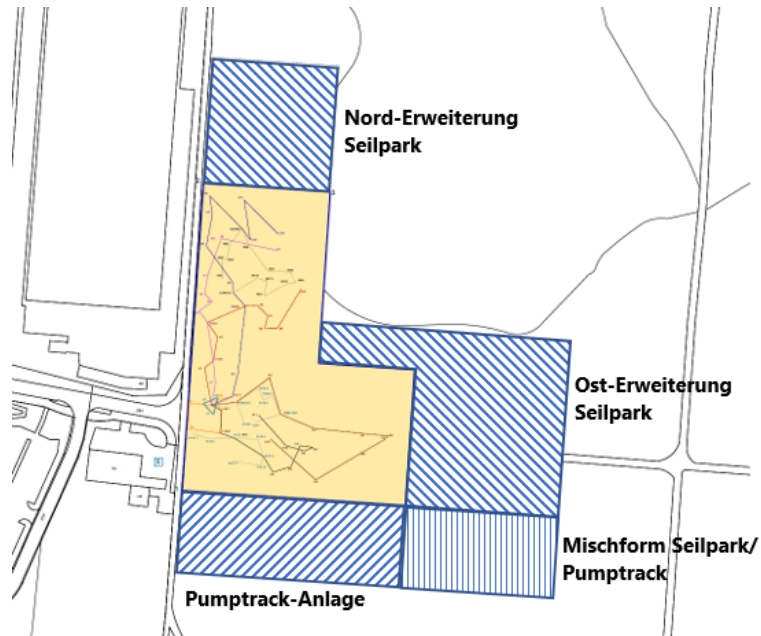 Nord-Erweiterung
Seilpark
Ost-Erweiterung
Seilpark
Mischform Seilpark/
Pumptrack
Pumptrack-Anlage